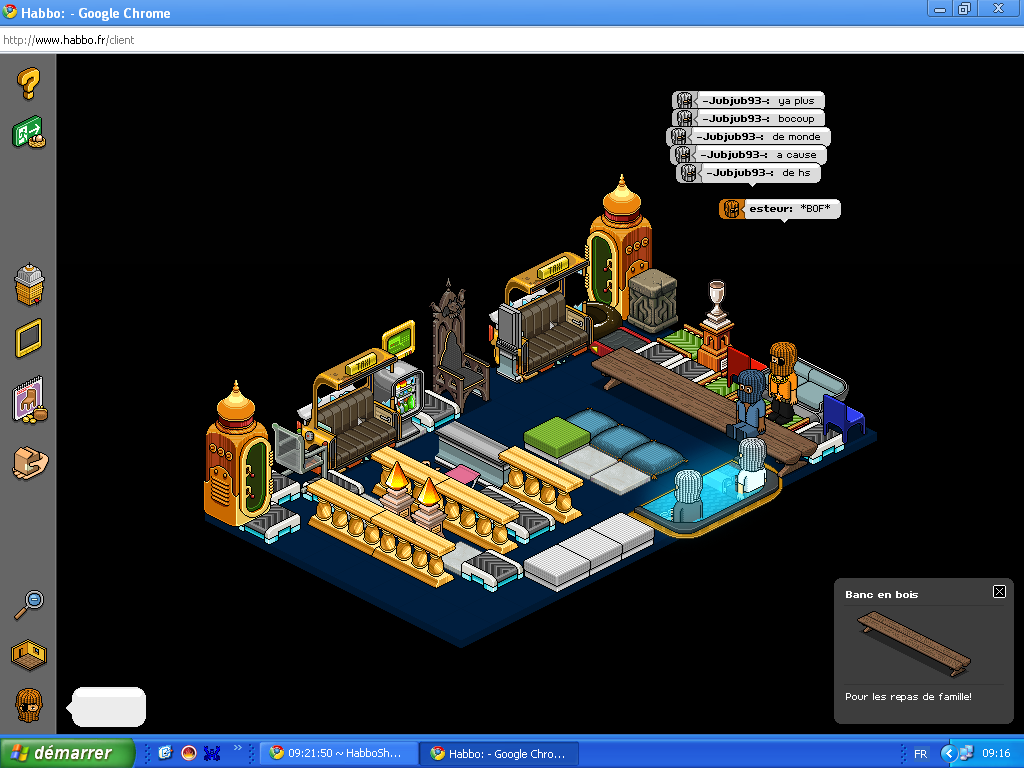 Habbo: - Google Chrome
http://www.habbo.fr/client
-Jubjub93-: ya plus
-Jubjub93-: bocoup
-Jubjub93-: de monde
-Jubjub93-: a cause
-Jubjub93-: de hs
esteur: *BOF*
TAXI
TAXI
Banc en bois
Pour les repas de famille!
démarrer
09:21:50 ~ HabboSh...
Habbo: - Google Chro...
FR
09:16